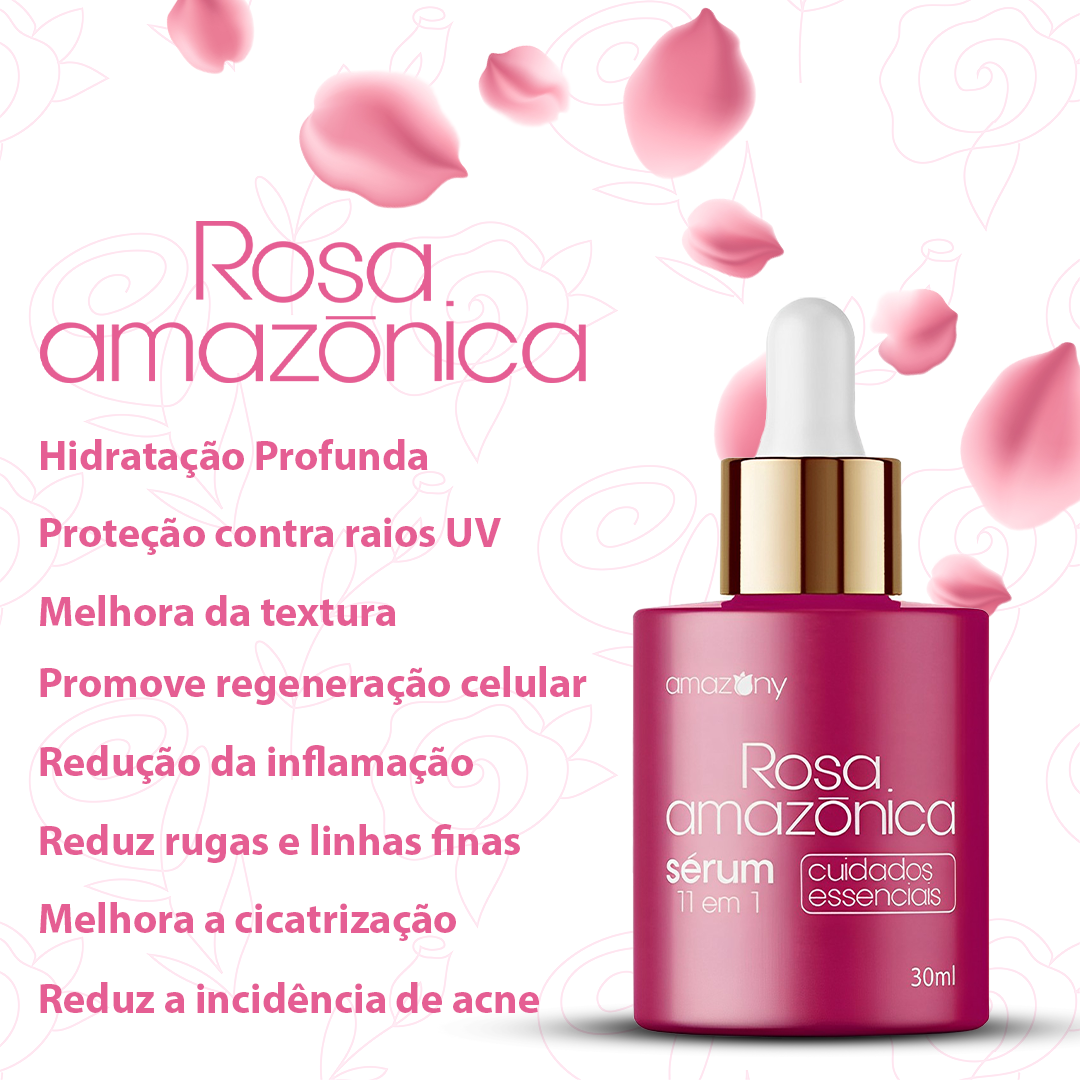 Rosa
amazōnica
Hidratação Profunda
Proteção contra raios UV
Melhora da textura
Promove regeneração celular
Redução da inflamação
Reduz rugas e linhas finas
Melhora a cicatrização
Reduz a incidência de acne
amazony
Rosa
amazōnica
sérum
11 em 1
cuidados
essenciais
30ml